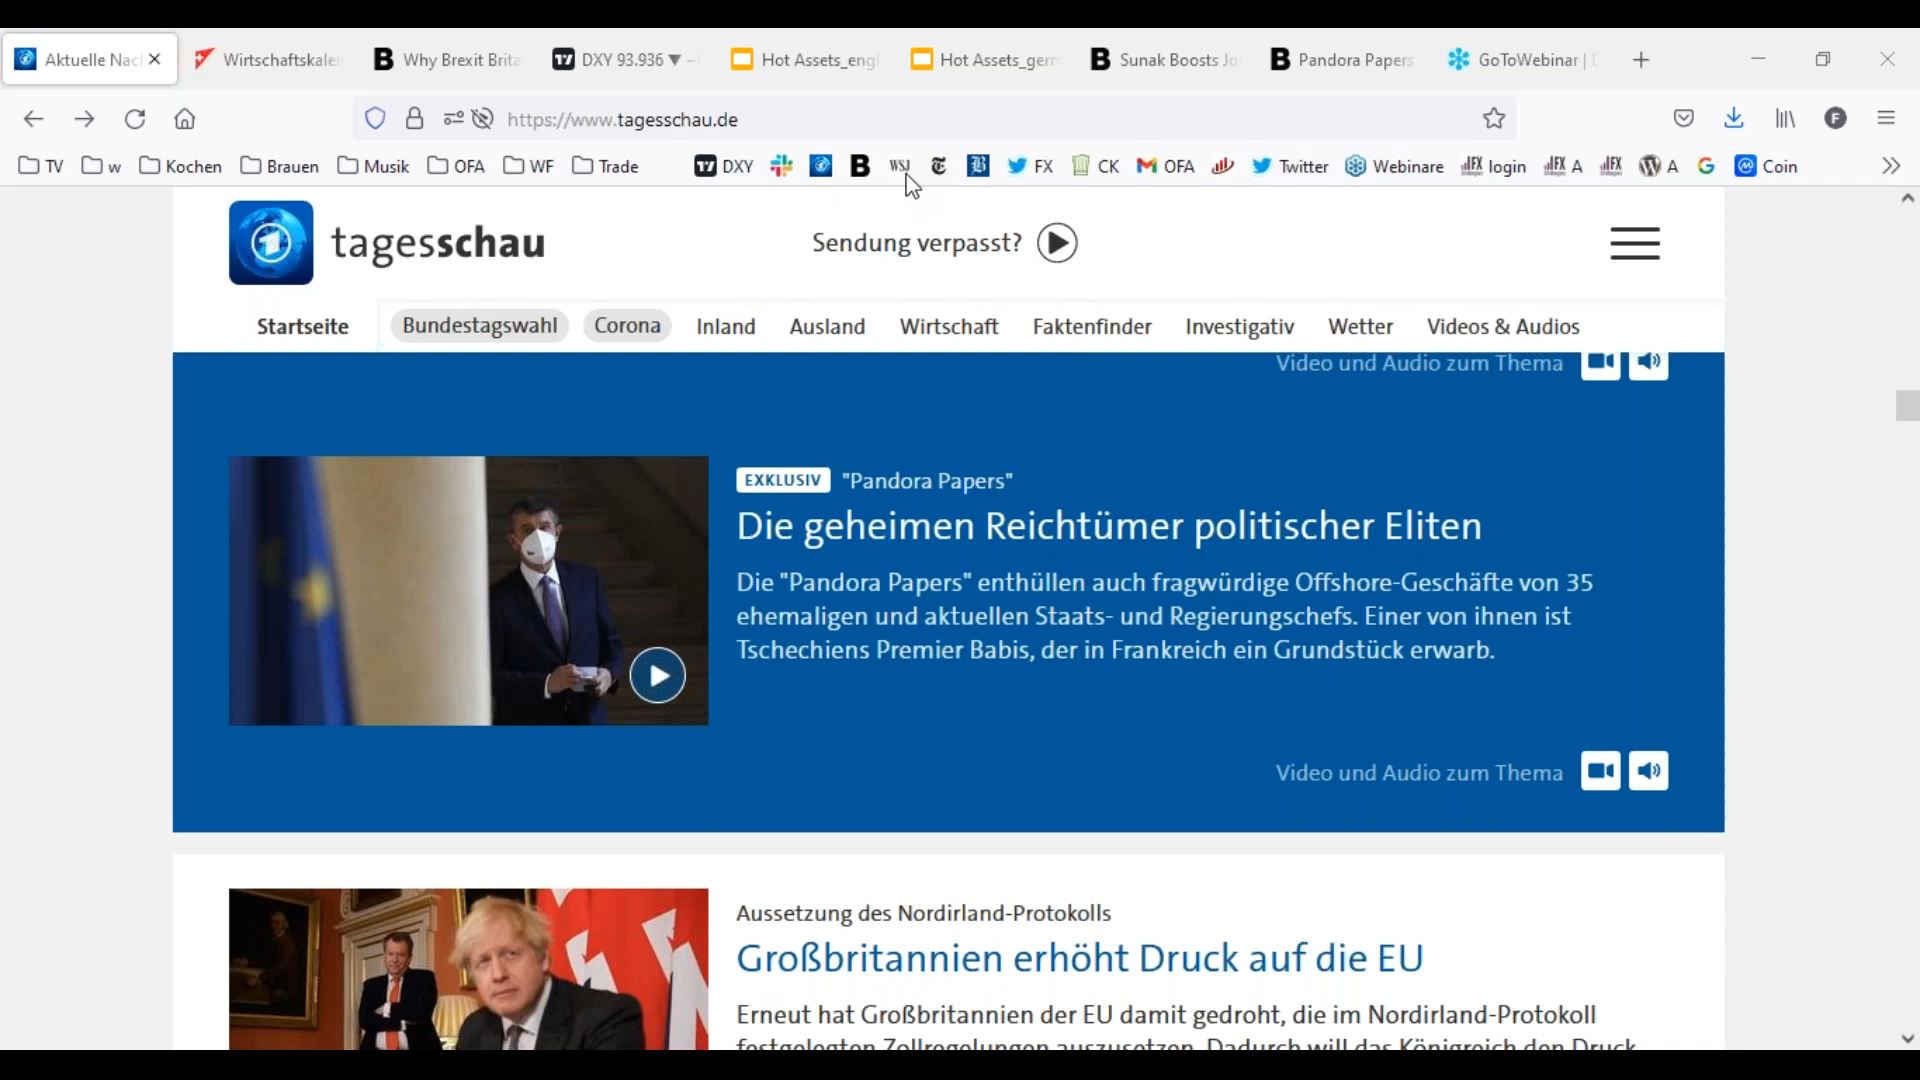 Aktuelle Nac
Wirtschaftskale
Why Brexit Brita
DXY 93.936 ▼ –
Hot Assets_eng
Hot Assets_germ
Sunak Boosts Jo
Pandora Papers
GoToWebinar |
https://www.tagesschau.de
TV w Kochen Brauen Musik OFA WF Trade DXY B WSJ FX CK OFA Twitter Webinare login A A Coin
tagesschau
Sendung verpasst?
Startseite Bundestagswahl Corona Inland Ausland Wirtschaft Faktenfinder Investigativ Wetter Videos & Audios
Video und Audio zum Thema
EXKLUSIV "Pandora Papers"
Die geheimen Reichtümer politischer Eliten
Die "Pandora Papers" enthüllen auch fragwürdige Offshore-Geschäfte von 35
ehemaligen und aktuellen Staats- und Regierungschefs. Einer von ihnen ist
Tschechiens Premier Babis, der in Frankreich ein Grundstück erwarb.
Video und Audio zum Thema
Aussetzung des Nordirland-Protokolls
Großbritannien erhöht Druck auf die EU
Erneut hat Großbritannien der EU damit gedroht, die im Nordirland-Protokoll
festgelegten Zollregelungen auszusetzen. Dadurch will das Königreich den Druck